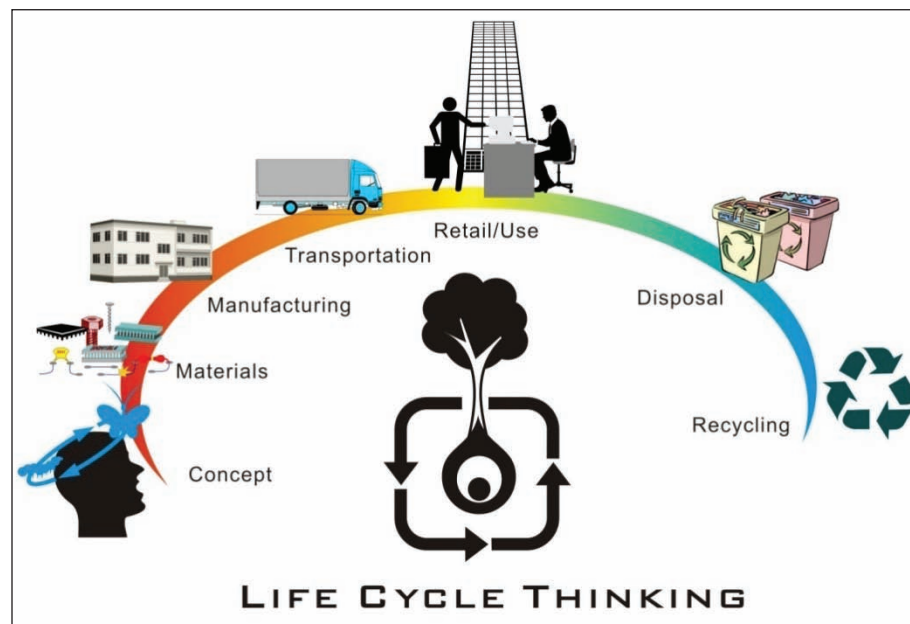 Concept
Materials
Manufacturing
Transportation
Retail/Use
Disposal
Recycling
LIFE CYCLE THINKING